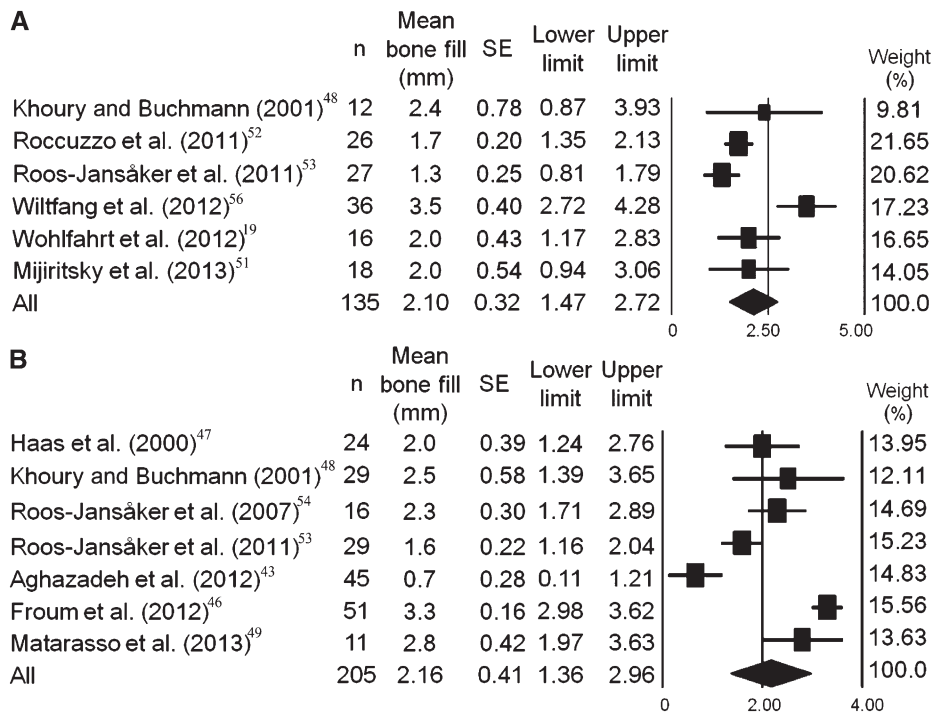 A
n Mean bone fill (mm) SE Lower limit Upper limit Weight (%)
Khoury and Buchmann (2001)48 12 2.4 0.78 0.87 3.93 9.81
Roccuzzo et al. (2011)52 26 1.7 0.20 1.35 2.13 21.65
Roos-Jansåker et al. (2011)53 27 1.3 0.25 0.81 1.79 20.62
Wiltfang et al. (2012)56 36 3.5 0.40 2.72 4.28 17.23
Wohlfahrt et al. (2012)19 16 2.0 0.43 1.17 2.83 16.65
Mijiritsky et al. (2013)51 18 2.0 0.54 0.94 3.06 14.05
All 135 2.10 0.32 1.47 2.72 100.0
0 2.50 5.00
B
n Mean bone fill (mm) SE Lower limit Upper limit Weight (%)
Haas et al. (2000)47 24 2.0 0.39 1.24 2.76 13.95
Khoury and Buchmann (2001)48 29 2.5 0.58 1.39 3.65 12.11
Roos-Jansåker et al. (2007)54 16 2.3 0.30 1.71 2.89 14.69
Roos-Jansåker et al. (2011)53 29 1.6 0.22 1.16 2.04 15.23
Aghazadeh et al. (2012)43 45 0.7 0.28 0.11 1.21 14.83
Froum et al. (2012)46 51 3.3 0.16 2.98 3.62 15.56
Matarasso et al. (2013)49 11 2.8 0.42 1.97 3.63 13.63
All 205 2.16 0.41 1.36 2.96 100.0
0 2.00 4.00